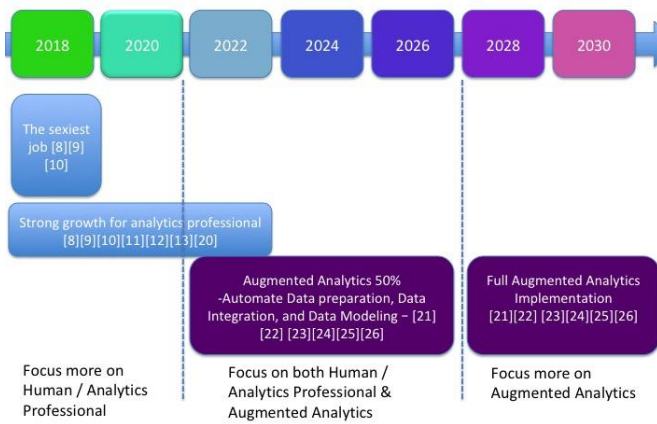 2018
2020
2022
2024
2026
2028
2030
The sexiest
job [8][9]
[10]
Strong growth for analytics professional
[8][9][10][11][12][13][20]
Augmented Analytics 50%
-Automate Data preparation, Data
Integration, and Data Modeling – [21]
[22] [23][24][25][26]
Full Augmented Analytics
Implementation
[21][22] [23][24][25][26]
Focus more on
Human / Analytics
Professional
Focus on both Human /
Analytics Professional &
Augmented Analytics
Focus more on
Augmented Analytics